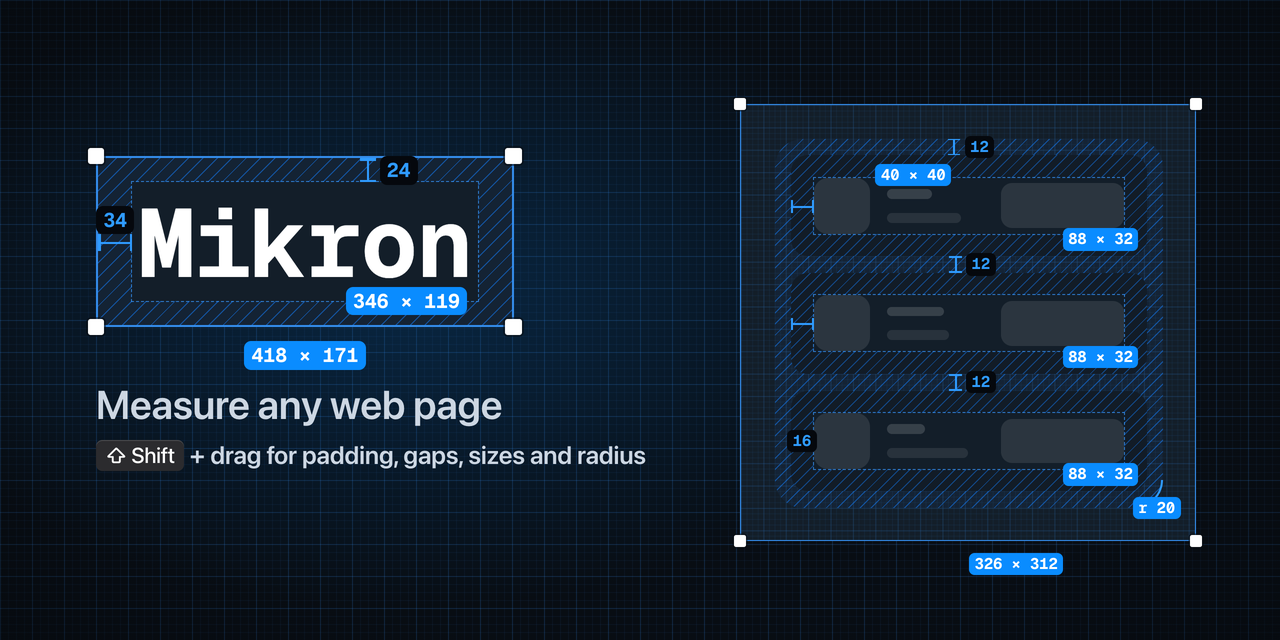 24
34
Mikron
346 × 119
418 × 171
Measure any web page
Shift + drag for padding, gaps, sizes and radius
12
40 × 40
88 × 32
12
88 × 32
12
16
88 × 32
r 20
326 × 312